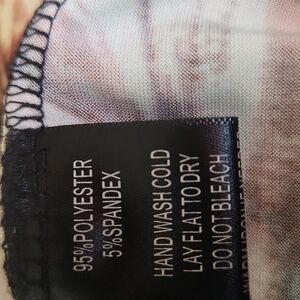 95%POLYESTER
5%SPANDEX
HAND WASH COLD
LAY FLAT TO DRY
DO NOT BLEACH